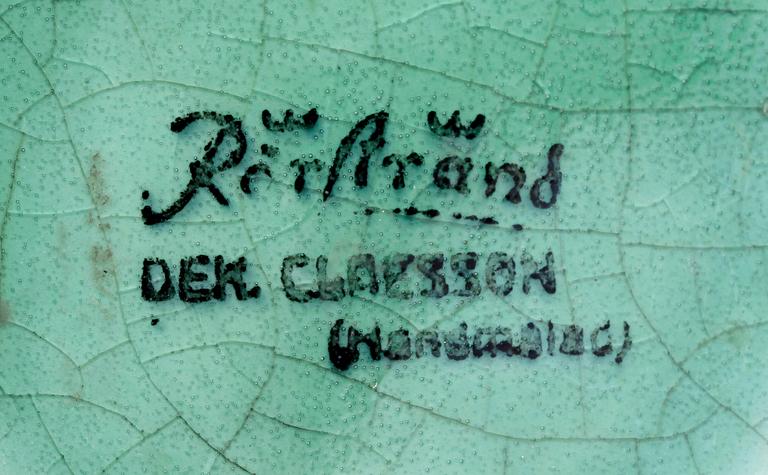 Rörstrand
DEK. CLAESSON
(Handmålad)